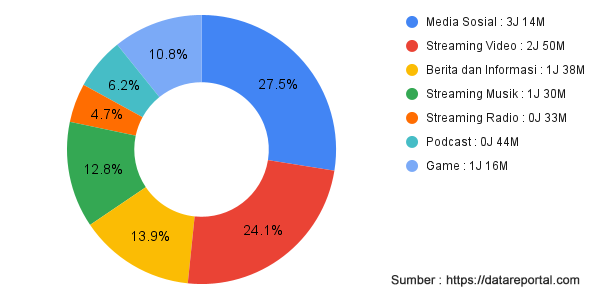 10.8%
27.5%
6.2%
4.7%
12.8%
13.9%
24.1%
Media Sosial : 3J 14M
Streaming Video : 2J 50M
Berita dan Informasi : 1J 38M
Streaming Musik : 1J 30M
Streaming Radio : 0J 33M
Podcast : 0J 44M
Game : 1J 16M
Sumber : https://datareportal.com/